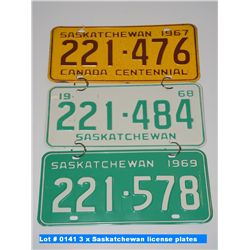 SASKATCHEWAN 1967
221-476
CANADA CENTENNIAL
19 68
221-484
SASKATCHEWAN
SASKATCHEWAN 1969
221-578
Lot # 0141 3 x Saskatchewan license plates